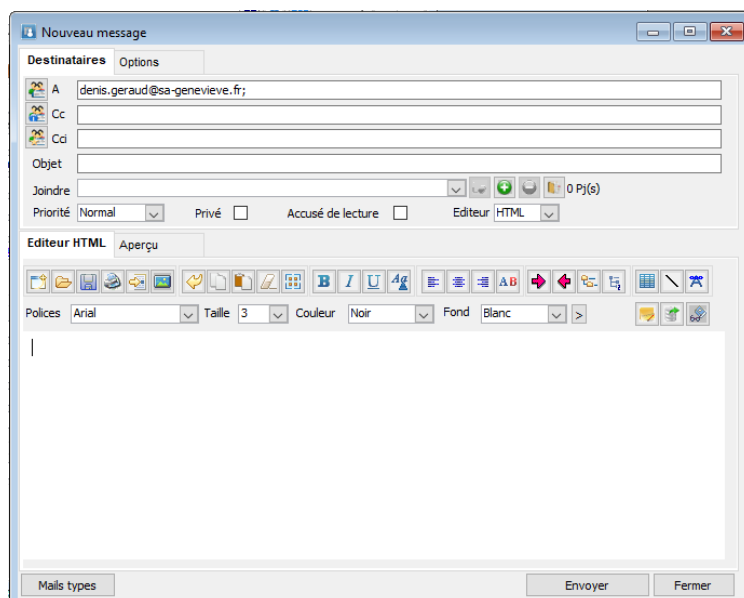 Nouveau message
Destinataires Options
A denis.geraud@sa-genevieve.fr;
Cc
Cci
Objet
Joindre 0 Pj(s)
Priorité Normal Privé Accusé de lecture Editeur HTML
Editeur HTML Aperçu
B I U Ag AB
Polices Arial Taille 3 Couleur Noir Fond Blanc >
Mails types Envoyer Fermer